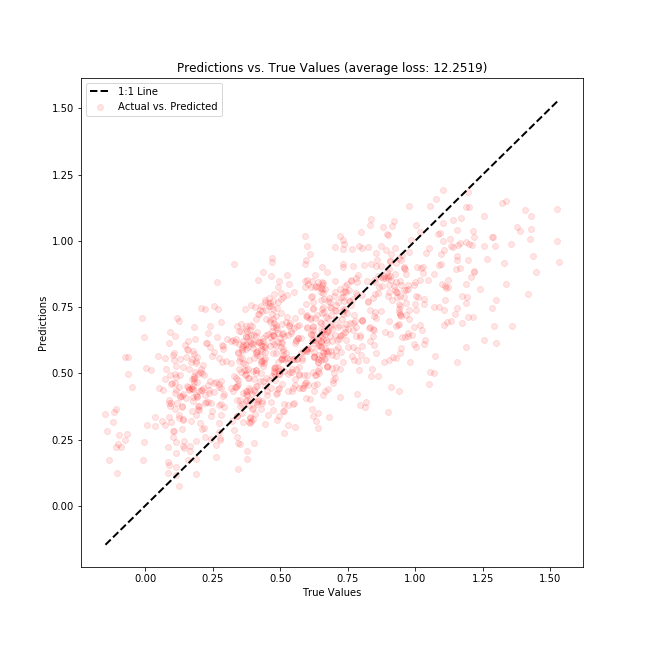 Predictions vs. True Values (average loss: 12.2519)
1:1 Line
Actual vs. Predicted
1.50
1.25
1.00
0.75
0.50
0.25
0.00
Predictions
0.00 0.25 0.50 0.75 1.00 1.25 1.50
True Values